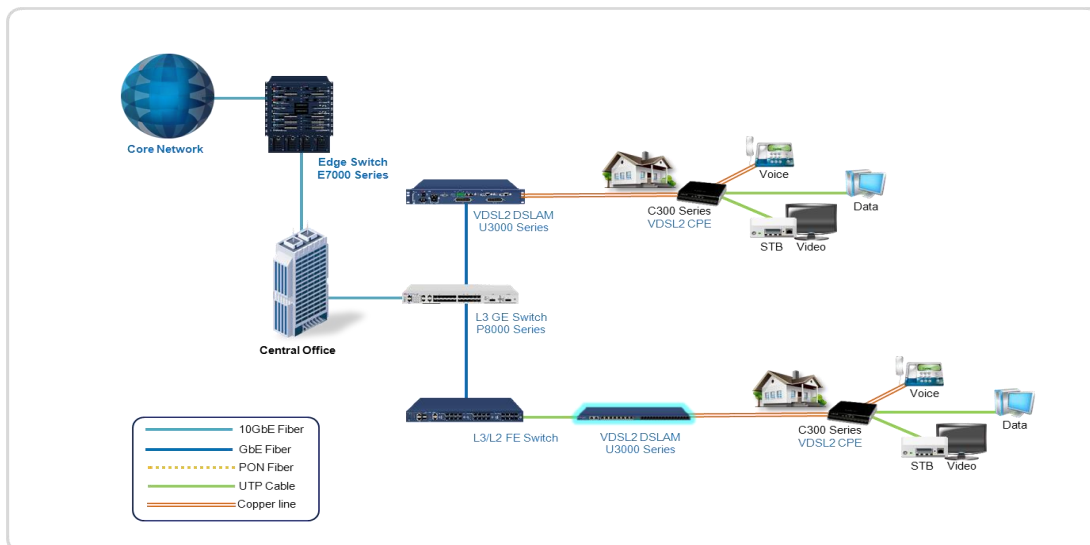 Core Network
Edge Switch
E7000 Series
Voice
Data
C300 Series
VDSL2 CPE
STB
Video
VDSL2 DSLAM
U3000 Series
L3 GE Switch
P8000 Series
Central Office
Voice
Data
C300 Series
VDSL2 CPE
STB
Video
L3/L2 FE Switch
VDSL2 DSLAM
U3000 Series
10GbE Fiber
GbE Fiber
PON Fiber
UTP Cable
Copper line